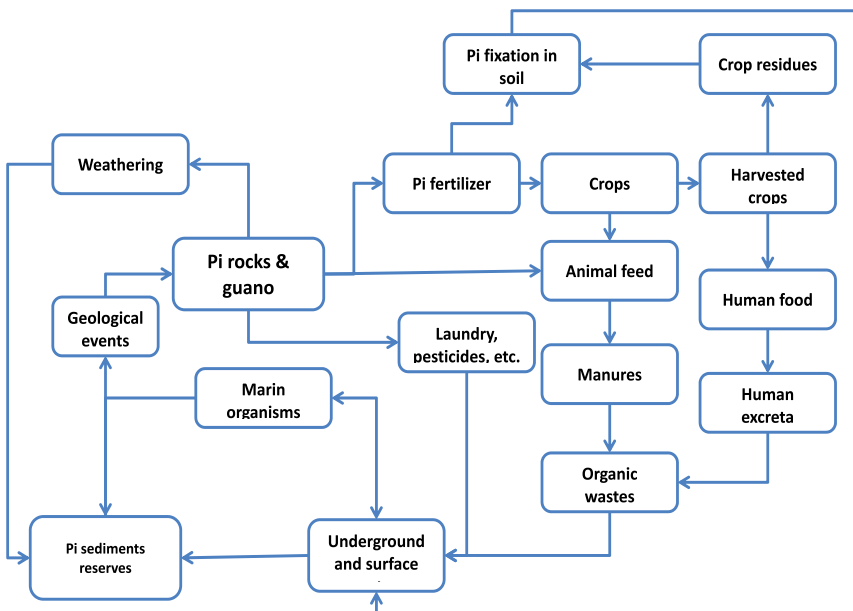 Pi fixation in
soil
Crop residues
Weathering
Pi fertilizer
Crops
Harvested
crops
Pi rocks &
guano
Animal feed
Geological
events
Laundry,
pesticides, etc.
Human food
Marin
organisms
Manures
Human
excreta
Organic
wastes
Pi sediments
reserves
Underground
and surface